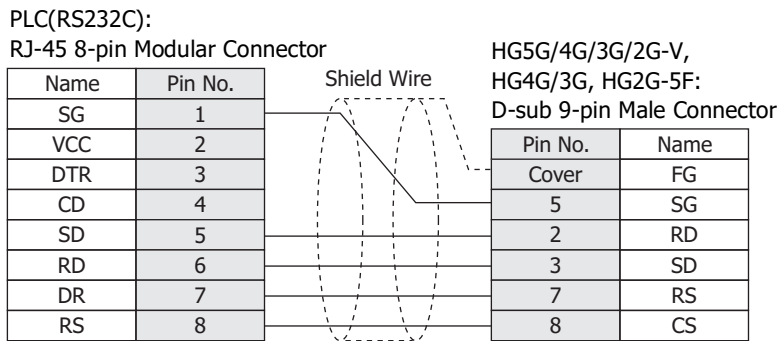 PLC(RS232C):
RJ-45 8-pin Modular Connector
Name Pin No.
SG 1
VCC 2
DTR 3
CD 4
SD 5
RD 6
DR 7
RS 8
Shield Wire
HG5G/4G/3G/2G-V,
HG4G/3G, HG2G-5F:
D-sub 9-pin Male Connector
Pin No. Name
Cover FG
5 SG
2 RD
3 SD
7 RS
8 CS